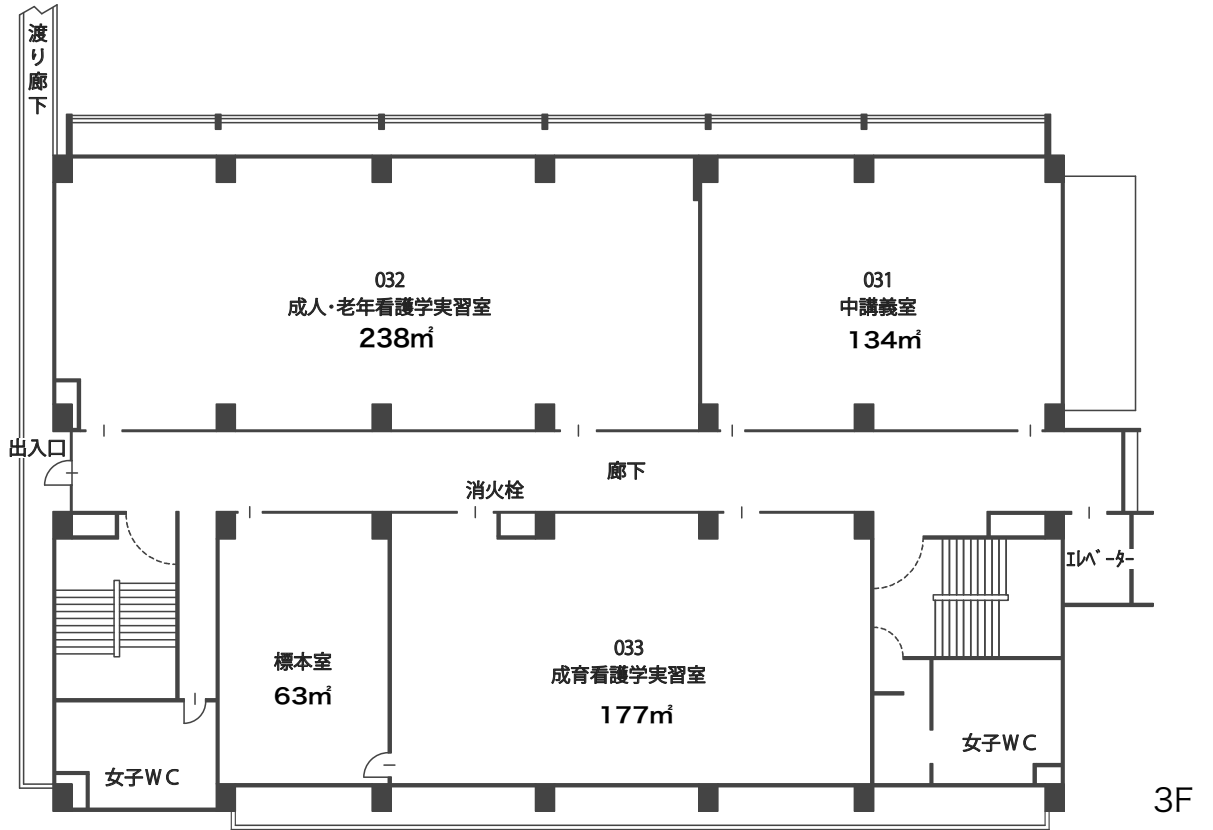 渡り廊下
032
成人・老年看護学実習室
238㎡
031
中講義室
134㎡
出入口
廊下
消火栓
エレベーター
標本室
63㎡
033
成育看護学実習室
177㎡
女子WC
女子WC
3F